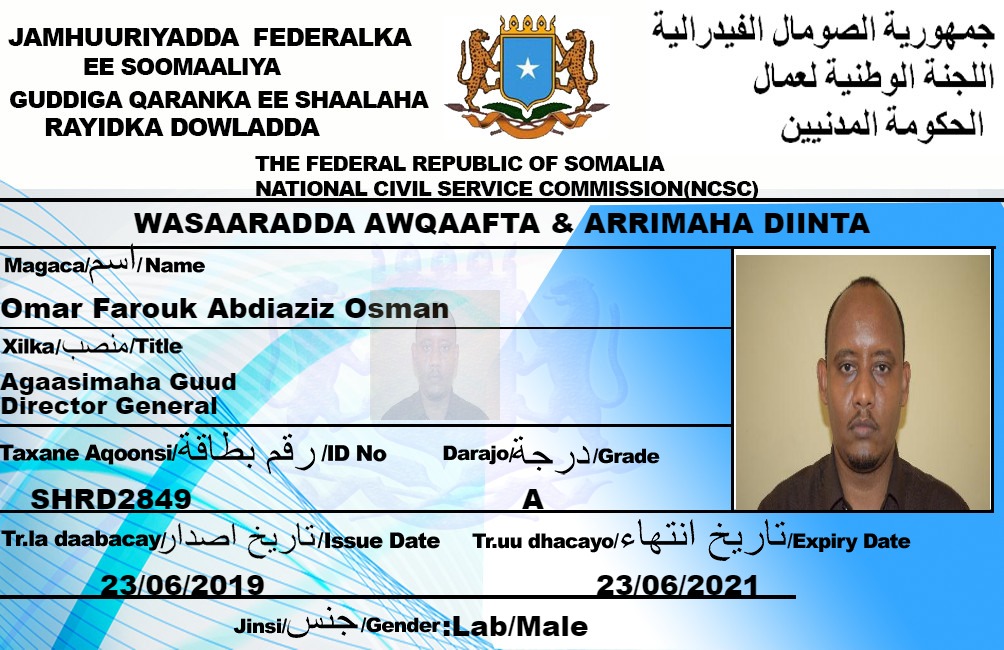 JAMHUURIYADDA FEDERALKA
EE SOOMAALIYA
GUDDIGA QARANKA EE SHAALAHA
RAYIDKA DOWLADDA
جمهورية الصومال الفيدرالية
اللجنة الوطنية لعمال
الحكومة المدنيين
THE FEDERAL REPUBLIC OF SOMALIA
NATIONAL CIVIL SERVICE COMMISSION(NCSC)
WASAARADDA AWQAAFTA & ARRIMAHA DIINTA
Magaca/اسم/Name
Omar Farouk Abdiaziz Osman
Xilka/منصب/Title
Agaasimaha Guud
Director General
Taxane Aqoonsi/رقم بطاقة/ID No
Darajo/درجة/Grade
SHRD2849
A
Tr.la daabacay/تاريخ اصدار/Issue Date
Tr.uu dhacayo/تاريخ انتهاء/Expiry Date
23/06/2019
23/06/2021
Jinsi/جنس/Gender:Lab/Male